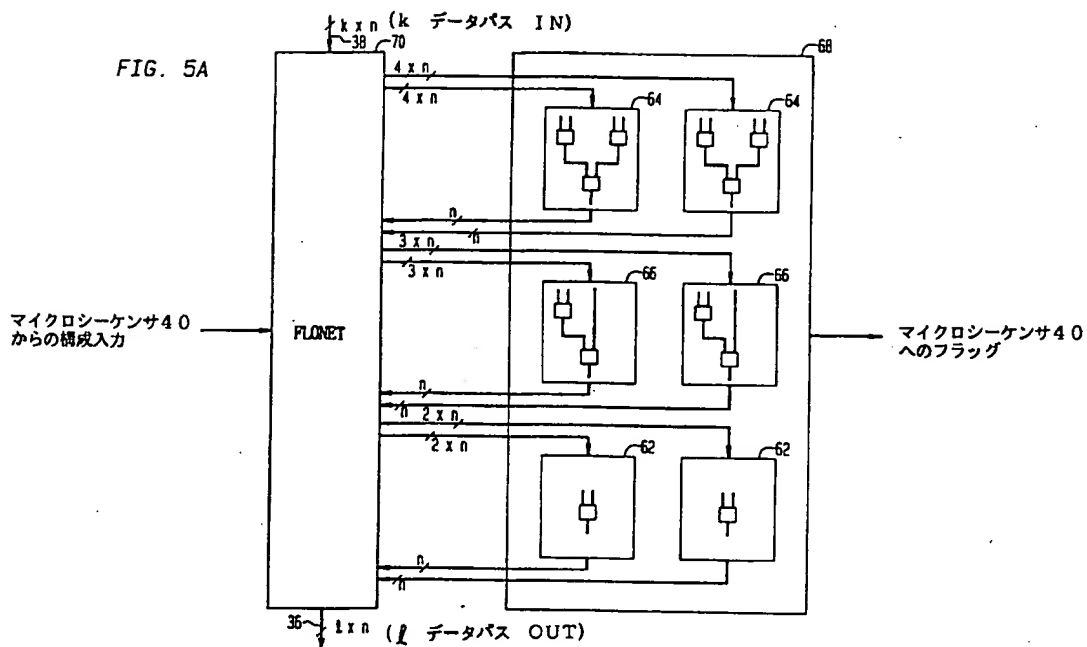 k x n (k データパス IN)
38
70
68
FIG. 5A
4 x n
4 x n
64
64
n
n
3 x n
3 x n
66
66
マイクロシーケンサ40
からの構成入力
FLONET
マイクロシーケンサ40
へのフラッグ
n
n
2 x n
2 x n
62
62
n
n
36
l x n (l データパス OUT)